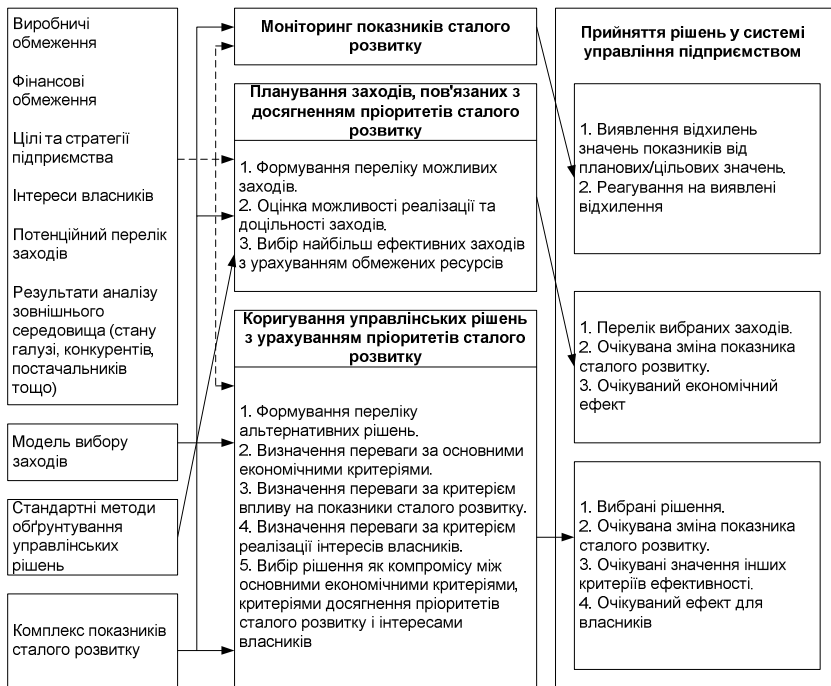 Виробничі
обмеження
Фінансові
обмеження
Цілі та стратегії
підприємства
Інтереси власників
Потенційний перелік
заходів
Результати аналізу
зовнішнього
середовища (стану
галузі, конкурентів,
постачальників
тощо)
Модель вибору
заходів
Стандартні методи
обґрунтування
управлінських
рішень
Комплекс показників
сталого розвитку
Моніторинг показників сталого
розвитку
Планування заходів, пов'язаних з
досягненням пріоритетів сталого
розвитку
1. Формування переліку можливих
заходів.
2. Оцінка можливості реалізації та
доцільності заходів.
3. Вибір найбільш ефективних заходів
з урахуванням обмежених ресурсів
Коригування управлінських рішень
з урахуванням пріоритетів сталого
розвитку
1. Формування переліку
альтернативних рішень.
2. Визначення переваги за основними
економічними критеріями.
3. Визначення переваги за критерієм
впливу на показники сталого розвитку.
4. Визначення переваги за критерієм
реалізації інтересів власників.
5. Вибір рішення як компромісу між
основними економічними критеріями,
критеріями досягнення пріоритетів
сталого розвитку і інтересами
власників
Прийняття рішень у системі
управління підприємством
1. Виявлення відхилень
значень показників від
планових/цільових значень.
2. Реагування на виявлені
відхилення
1. Перелік вибраних заходів.
2. Очікувана зміна показника
сталого розвитку.
3. Очікуваний економічний
ефект
1. Вибрані рішення.
2. Очікувана зміна показника
сталого розвитку.
3. Очікувані значення інших
критеріїв ефективності.
4. Очікуваний ефект для
власників